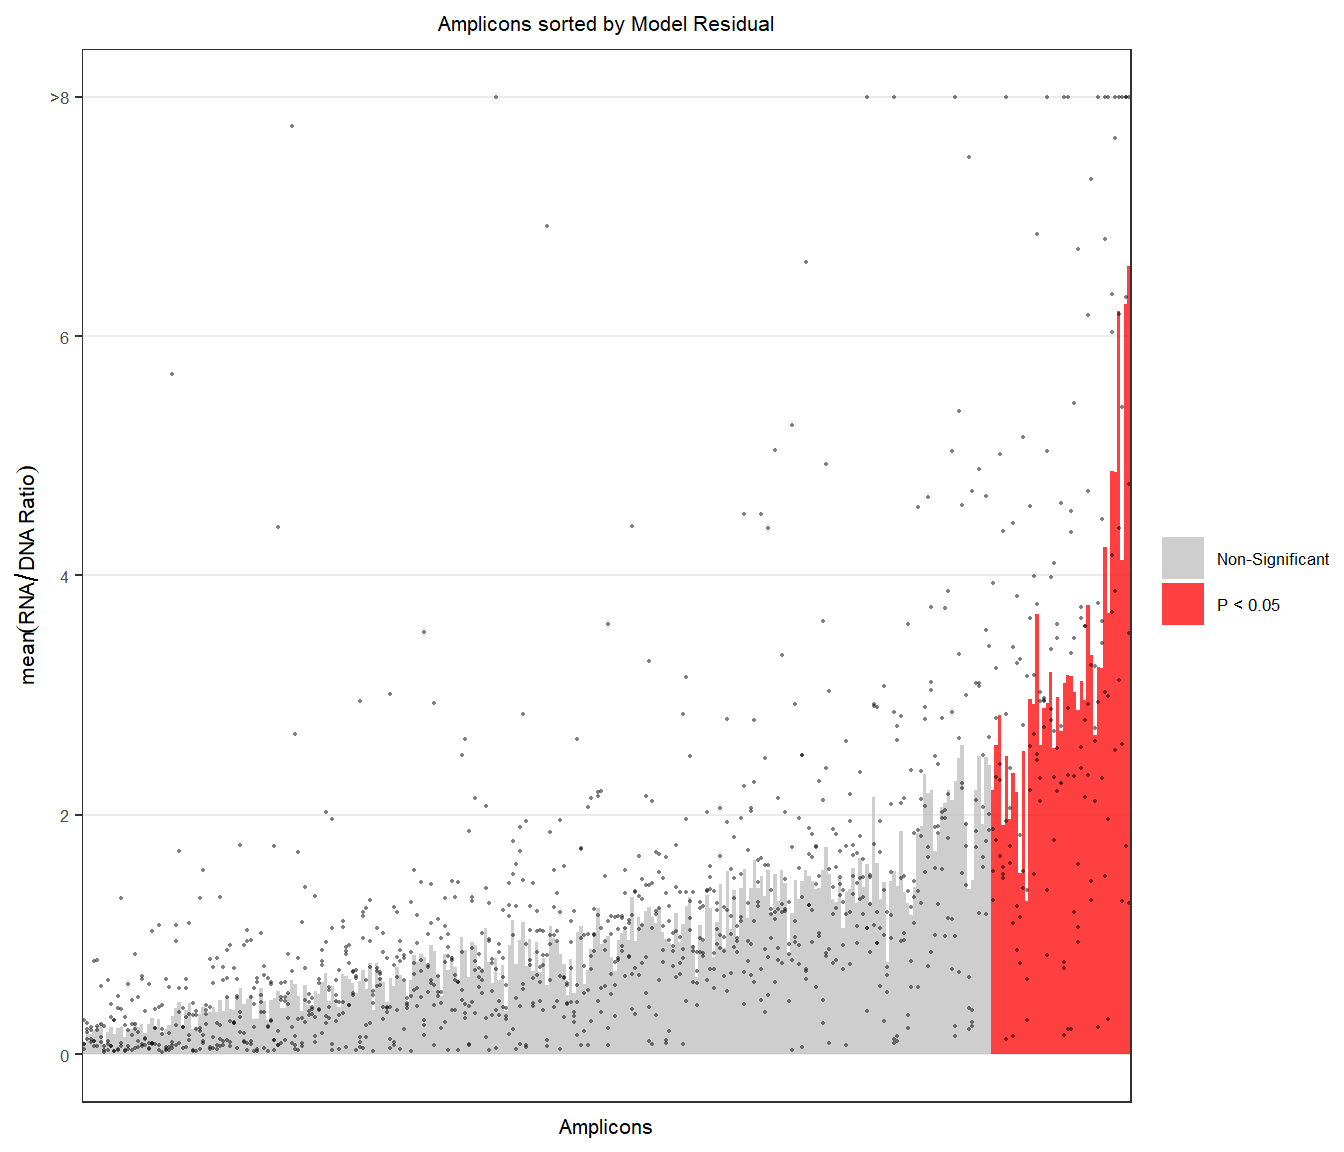 Amplicons sorted by Model Residual
>8
6
4
2
0
mean(RNA/DNA Ratio)
Amplicons
Non-Significant
P < 0.05